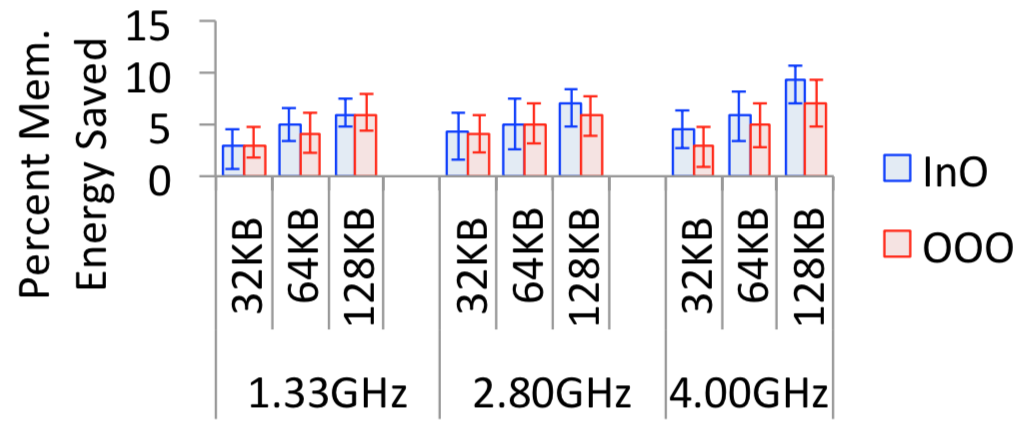 Percent Mem.
Energy Saved
15
10
5
0
32KB
64KB
128KB
32KB
64KB
128KB
32KB
64KB
128KB
1.33GHz
2.80GHz
4.00GHz
InO
OOO